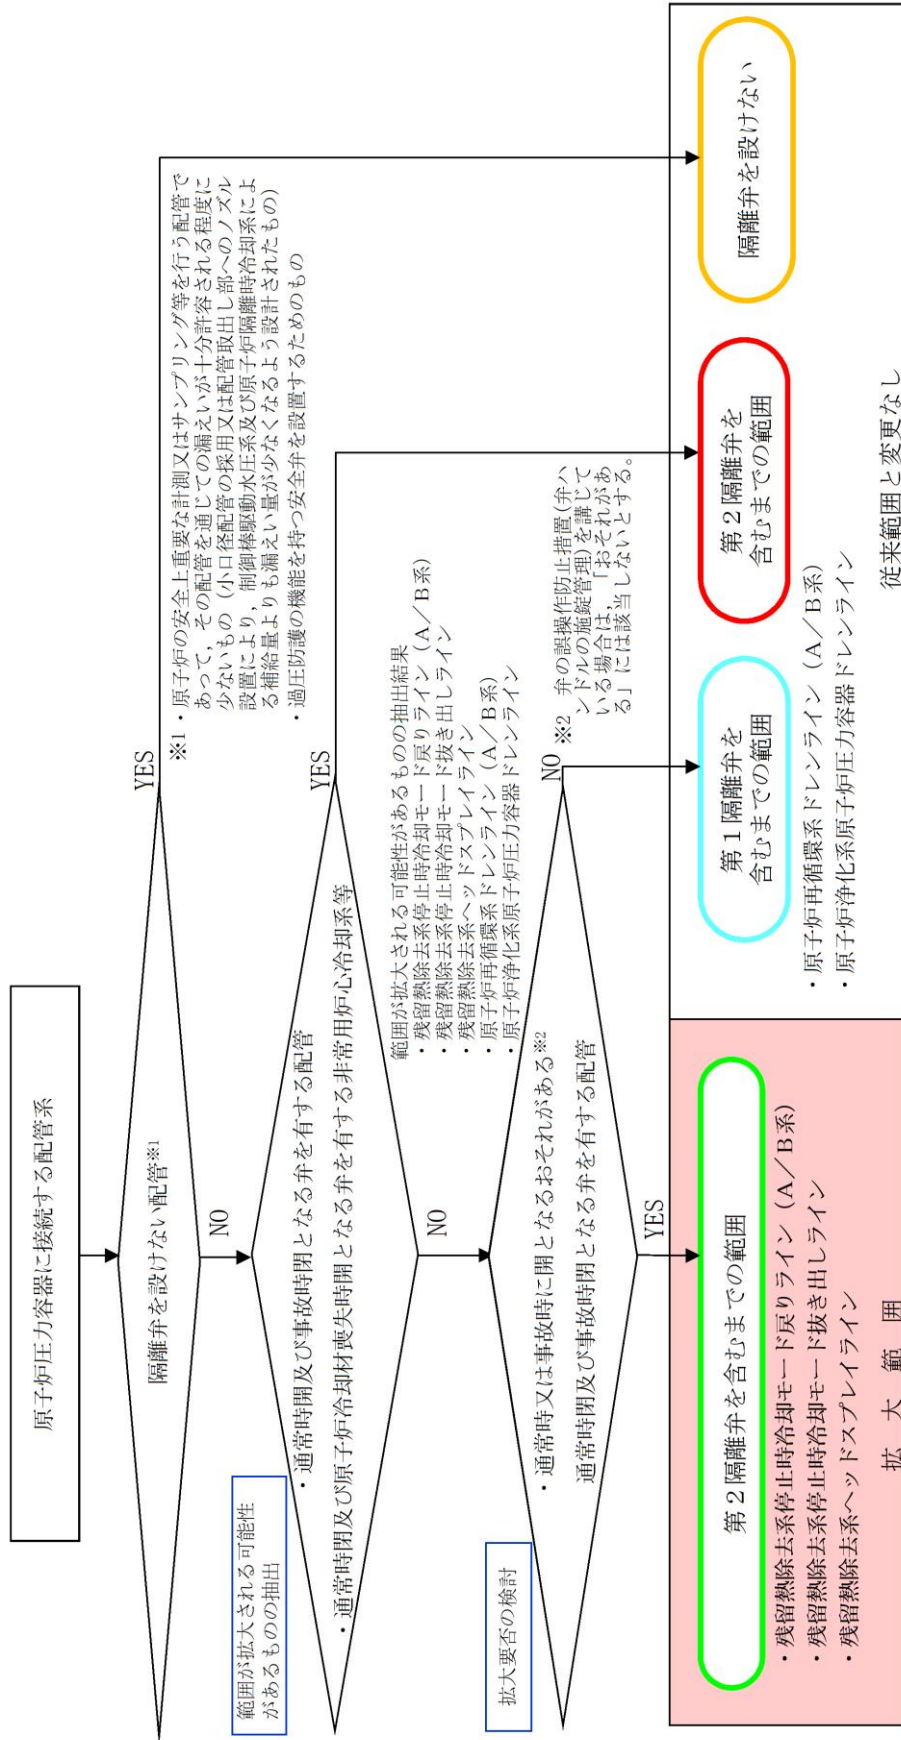 原子炉圧力容器に接続する配管系
隔離弁を設けない配管※1
YES
NO
※1・原子炉の安全上重要な計測又はサンプリング等を行う配管で
あって，その配管を通じての漏えいが十分許容される程度に
少ないもの（小口径配管の採用又は配管取出し部へのノズル
設置により，制御棒駆動水圧系及び原子炉隔離時冷却系によ
る補給量よりも漏えい量が少なくなるよう設計されたもの）
・過圧防護の機能を持つ安全弁を設置するためのもの
範囲が拡大される可能性
があるものの抽出
・通常時開及び事故時閉となる弁を有する配管
・通常時閉及び原子炉冷却材喪失時開となる弁を有する非常用炉心冷却系等
YES
NO
範囲が拡大される可能性があるものの抽出結果
・残留熱除去系停止時冷却モード戻りライン（A／B系）
・残留熱除去系停止時冷却モード抜き出しライン
・残留熱除去系ヘッドスプレイライン
・原子炉再循環系ドレンライン（A／B系）
・原子炉浄化系原子炉圧力容器ドレンライン
拡大要否の検討
・通常時又は事故時に開となるおそれがある※2
通常時閉及び事故時閉となる弁を有する配管
NO
YES
※2　弁の誤操作防止措置（弁ハ
ンドルの施錠管理）を講じて
いる場合は，「おそれがあ
る」には該当しないとする。
第２隔離弁を含むまでの範囲
・残留熱除去系停止時冷却モード戻りライン（A／B系）
・残留熱除去系停止時冷却モード抜き出しライン
・残留熱除去系ヘッドスプレイライン
拡　大　範　囲
第１隔離弁を
含むまでの範囲
・原子炉再循環系ドレンライン（A／B系）
・原子炉浄化系原子炉圧力容器ドレンライン
第２隔離弁を
含むまでの範囲
隔離弁を設けない
従来範囲と変更なし